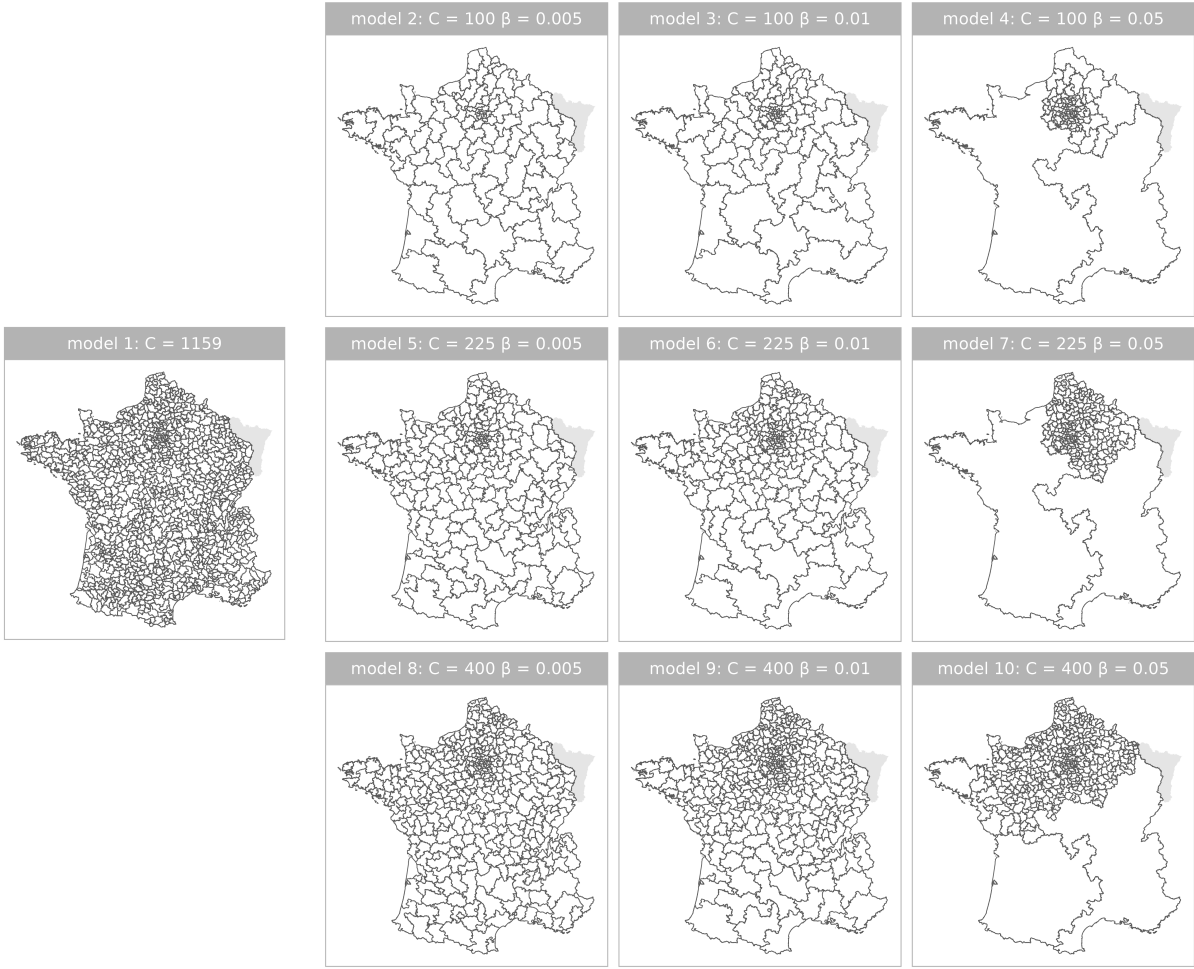 model 2: C = 100 β = 0.005
model 3: C = 100 β = 0.01
model 4: C = 100 β = 0.05
model 1: C = 1159
model 5: C = 225 β = 0.005
model 6: C = 225 β = 0.01
model 7: C = 225 β = 0.05
model 8: C = 400 β = 0.005
model 9: C = 400 β = 0.01
model 10: C = 400 β = 0.05